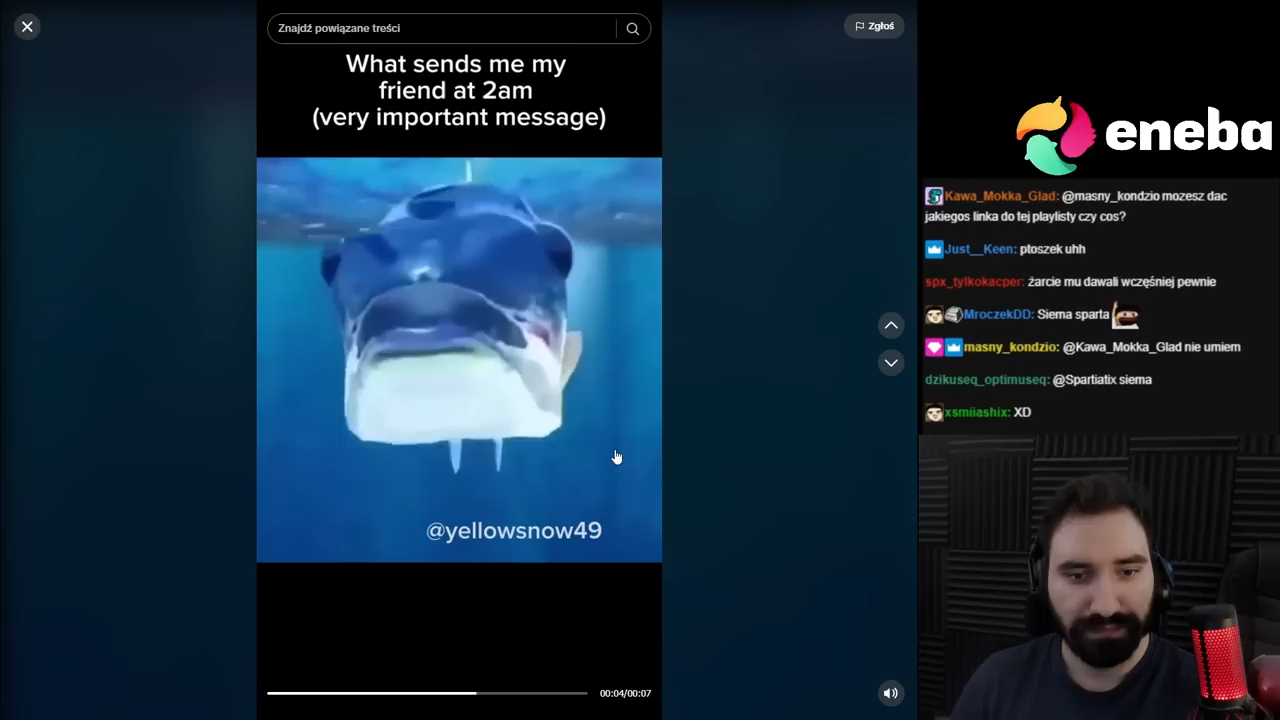 Znajdź powiązane treści
Zgłoś
What sends me my
friend at 2am
(very important message)
@yellowsnow49
00:04/00:07
eneba
Kawa_Mokka_Glad: @masny_kondzio mozesz dac
jakiegos linka do tej playlisty czy cos?
Just__Keen: ptoszek uhh
spx_tylkokacper: żarcie mu dawali wcześniej pewnie
MroczekDD: Siema sparta
masny_kondzio: @Kawa_Mokka_Glad nie umiem
dzikuseq_optimuseq: @Spartiatix siema
xsmiiashix: XD